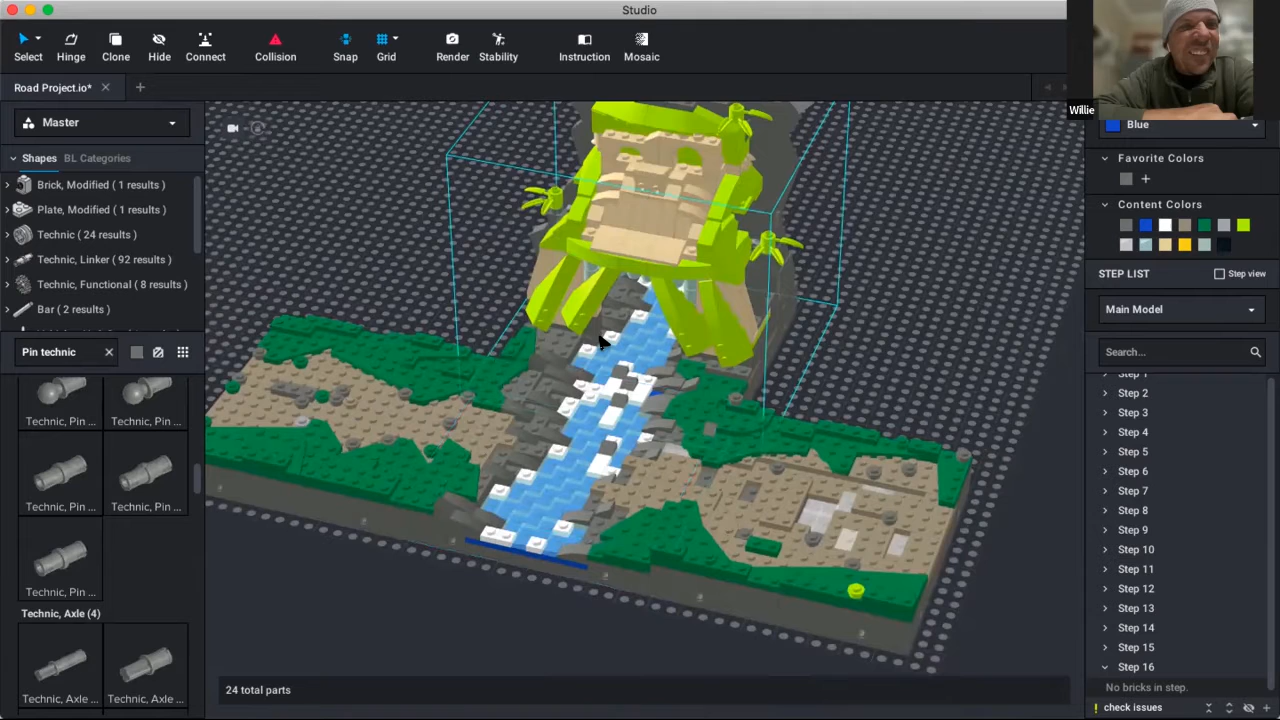 Studio
Select Hinge Clone Hide Connect Collision Snap Grid Render Stability Instruction Mosaic
Willie
Road Project.io*
Master
Blue
Shapes BL Categories
Favorite Colors
Brick, Modified ( 1 results )
Plate, Modified ( 1 results )
Content Colors
Technic ( 24 results )
Technic, Linker ( 92 results )
STEP LIST Step view
Technic, Functional ( 8 results )
Bar ( 2 results )
Main Model
Pin technic
Search...
Step 1
Step 2
Step 3
Technic, Pin ... Technic, Pin ...
Step 4
Step 5
Step 6
Step 7
Technic, Pin ... Technic, Pin ...
Step 8
Step 9
Step 10
Step 11
Technic, Pin ...
Step 12
Technic, Axle (4)
Step 13
Step 14
Step 15
Step 16
24 total parts
No bricks in step.
Technic, Axle ... Technic, Axle ...
check issues